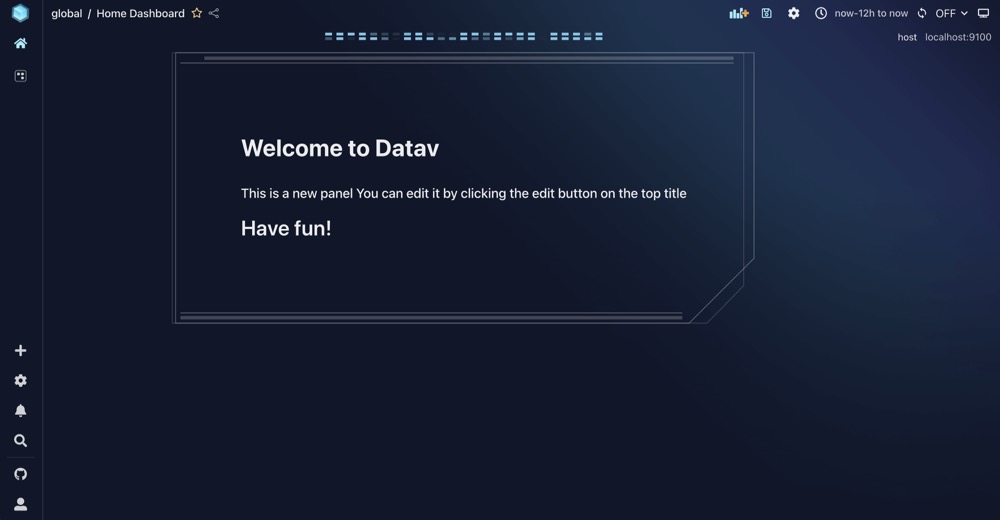 global / Home Dashboard
now-12h to now
OFF
host localhost:9100
Welcome to Datav
This is a new panel You can edit it by clicking the edit button on the top title
Have fun!